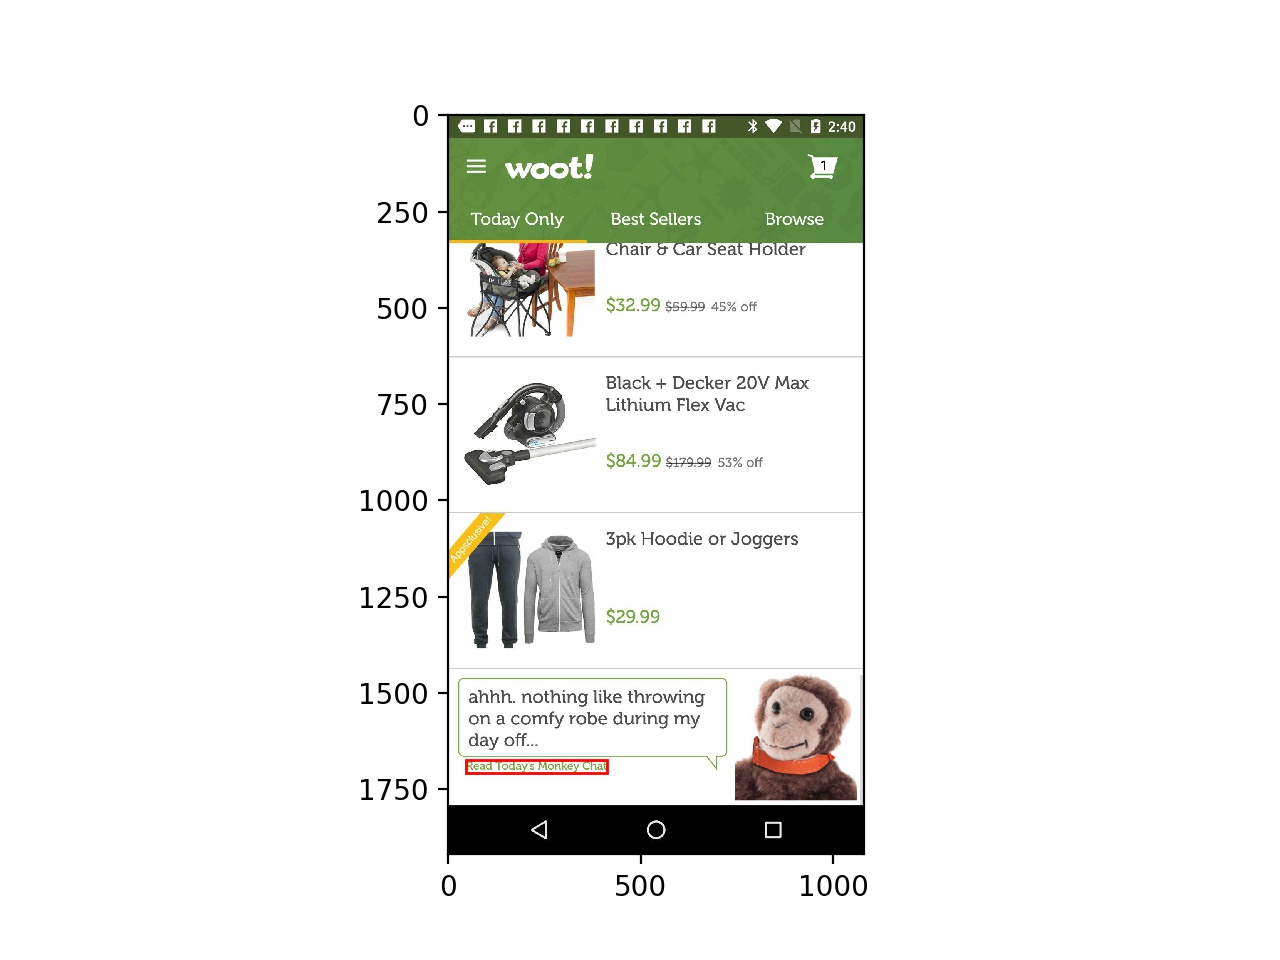 0
250
500
750
1000
1250
1500
1750
0
500
1000
2:40
woot!
1
Today Only
Best Sellers
Browse
Chair & Car Seat Holder
$32.99 $59.99 45% off
Black + Decker 20V Max
Lithium Flex Vac
$84.99 $179.99 53% off
Appsclusive!
3pk Hoodie or Joggers
$29.99
ahhh. nothing like throwing
on a comfy robe during my
day off...
Read Today's Monkey Chat